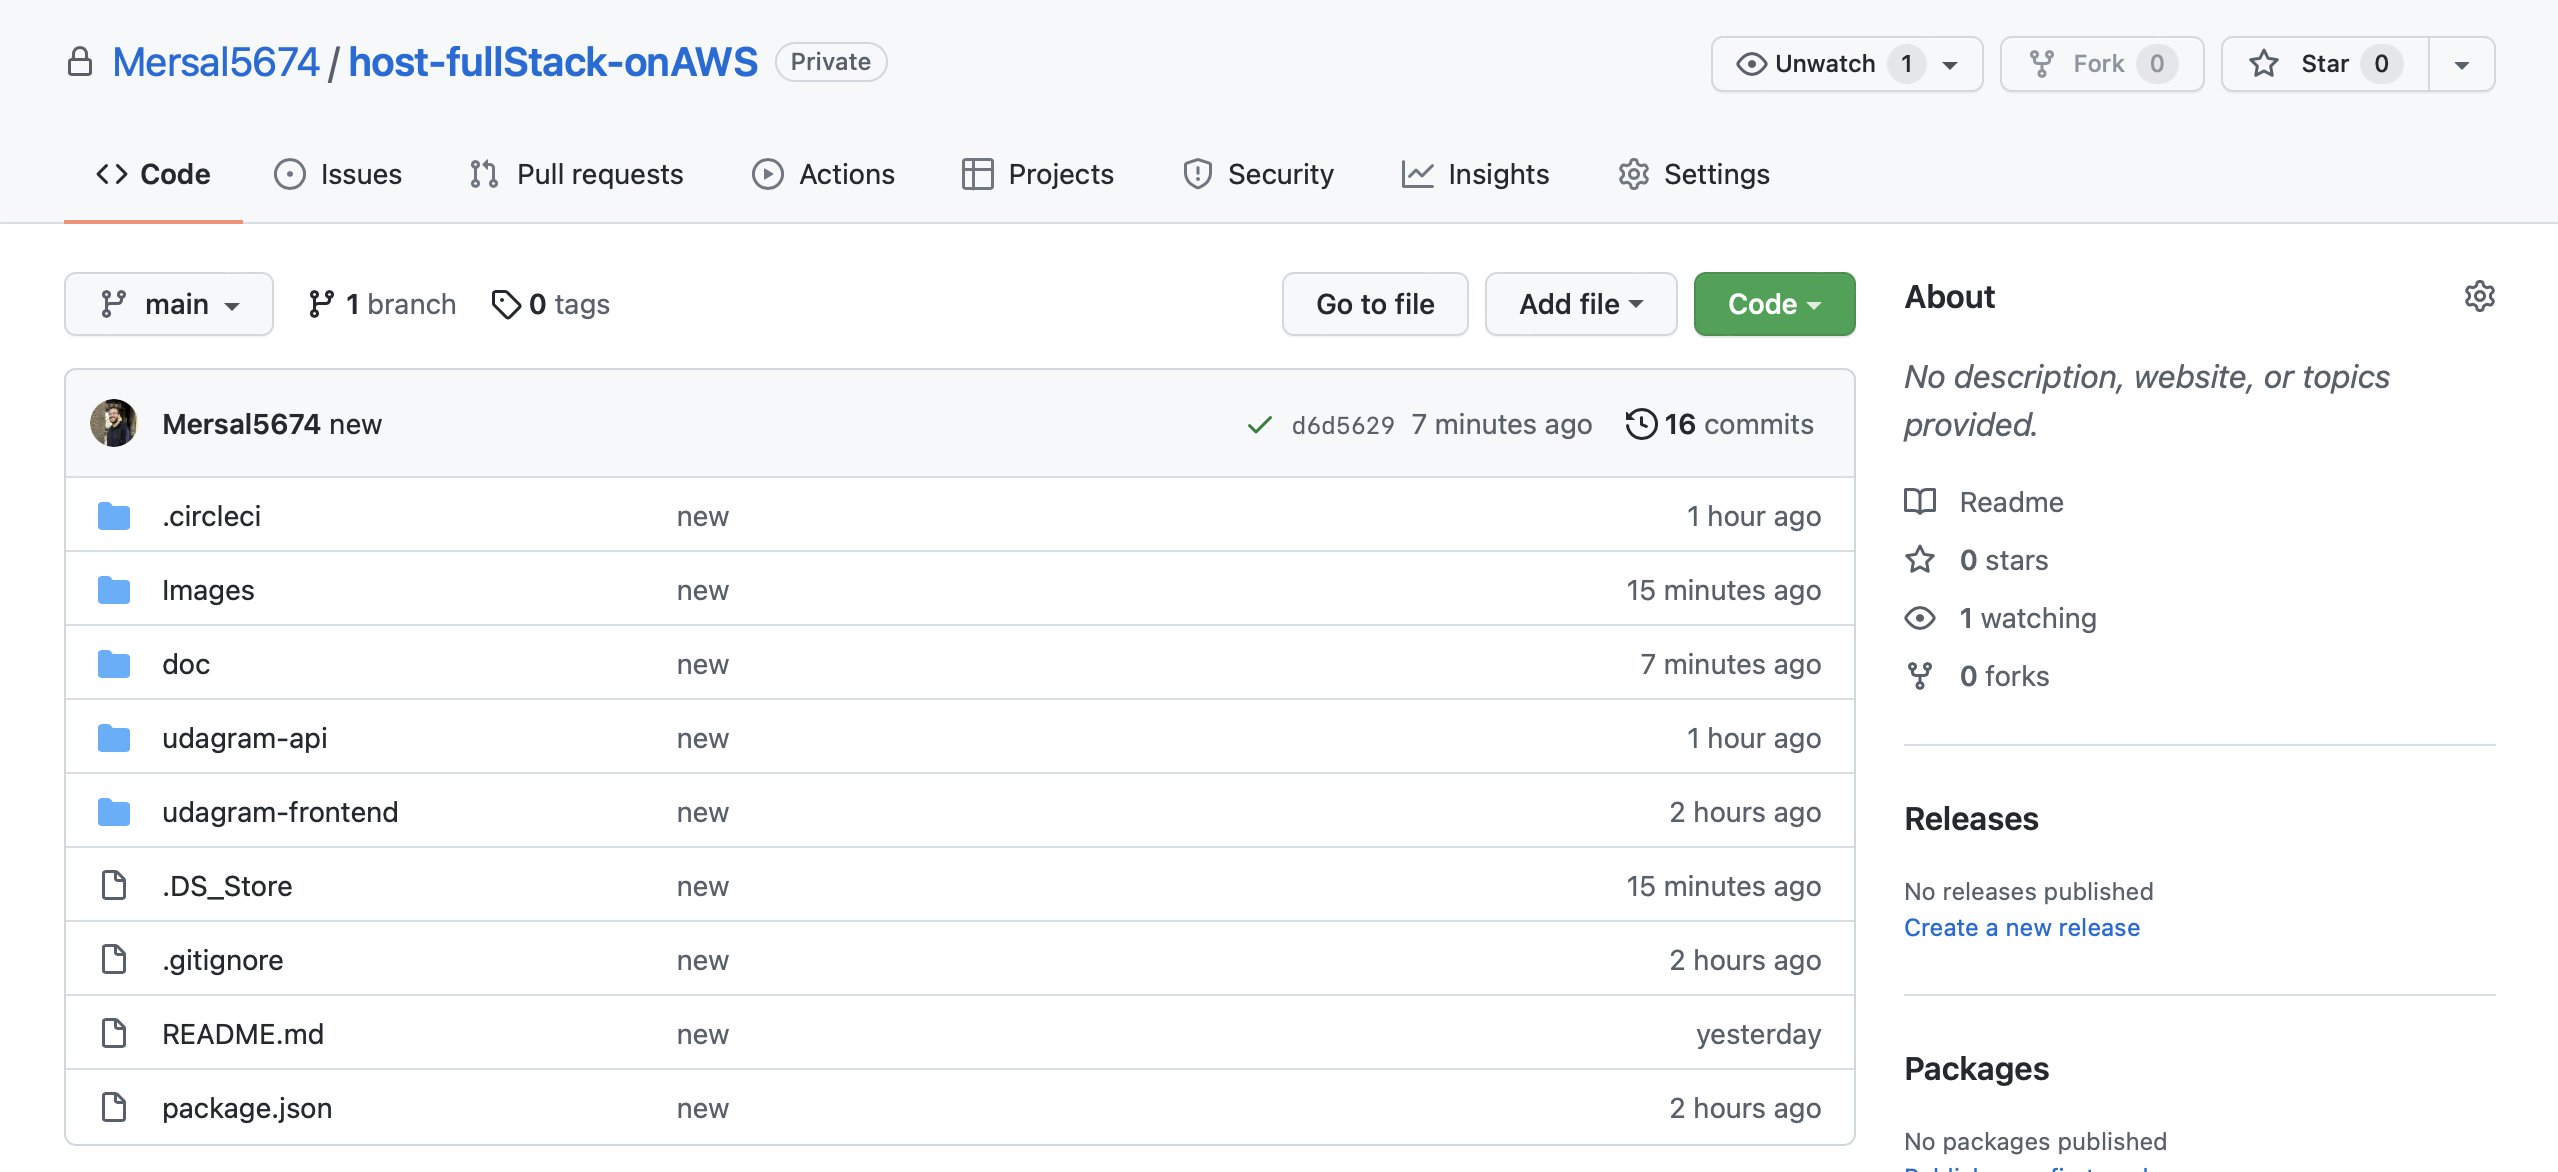 Mersal5674 / host-fullStack-onAWS Private
Unwatch 1 Fork 0 Star 0
Code Issues Pull requests Actions Projects Security Insights Settings
main 1 branch 0 tags Go to file Add file Code
Mersal5674 new d6d5629 7 minutes ago 16 commits
.circleci new 1 hour ago
Images new 15 minutes ago
doc new 7 minutes ago
udagram-api new 1 hour ago
udagram-frontend new 2 hours ago
.DS_Store new 15 minutes ago
.gitignore new 2 hours ago
README.md new yesterday
package.json new 2 hours ago
About
No description, website, or topics
provided.
Readme
0 stars
1 watching
0 forks
Releases
No releases published
Create a new release
Packages
No packages published